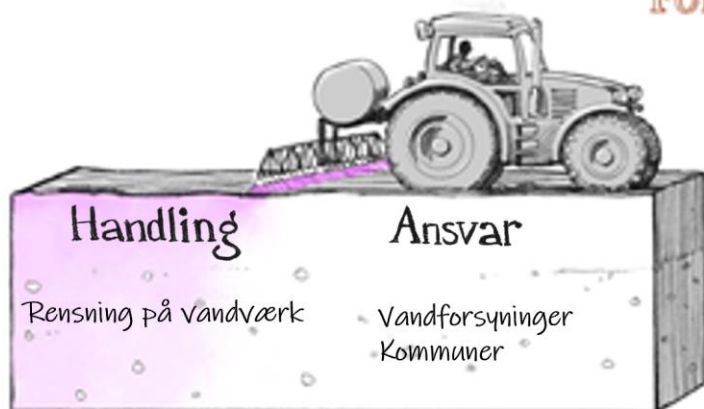 Handling Ansvar
Rensning på vandværk
Vandforsyninger
Kommuner